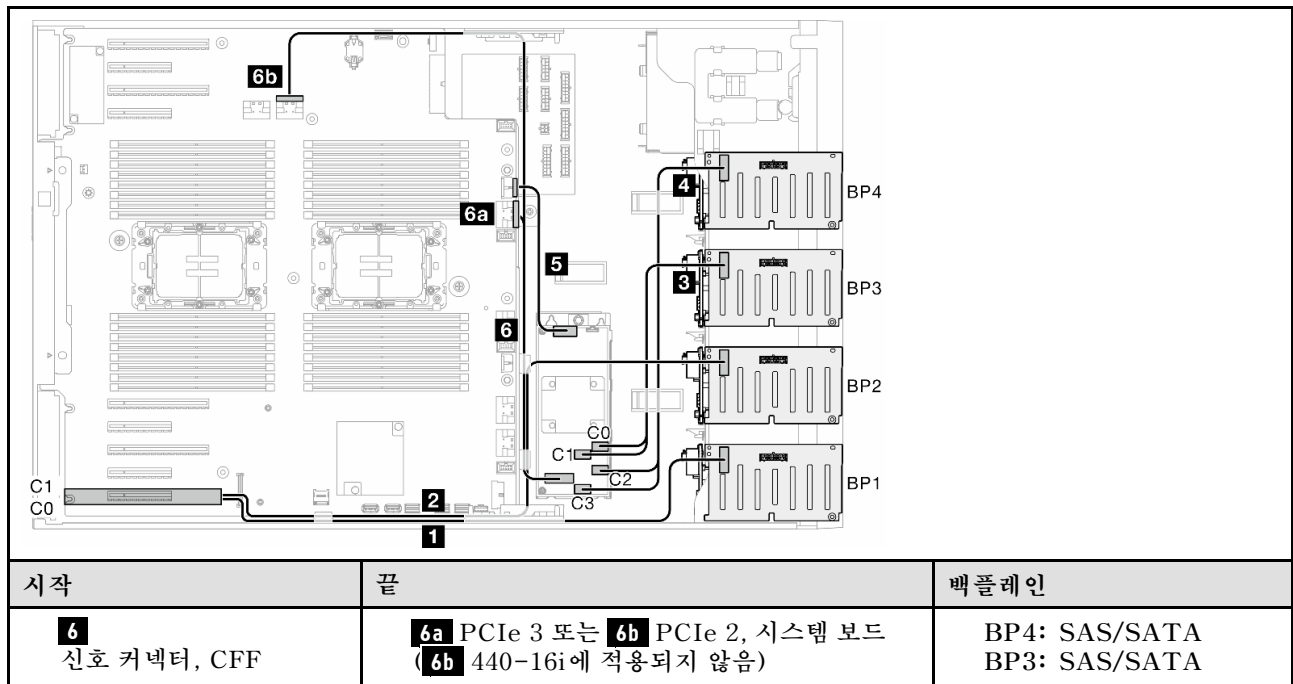 6b
6a
4
BP4
5
3
BP3
6
BP2
C0
C1
C2
C3
BP1
C1
C0
2
1
시작
끝
백플레인
6
신호 커넥터, CFF
6a PCIe 3 또는 6b PCIe 2, 시스템 보드
( 6b 440-16i에 적용되지 않음)
BP4: SAS/SATA
BP3: SAS/SATA